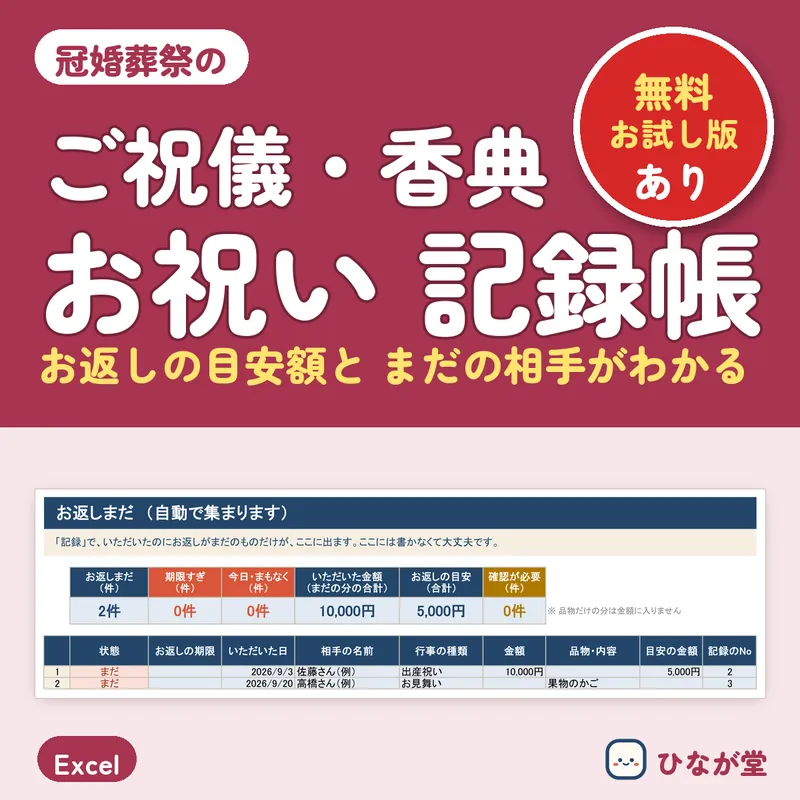 冠婚葬祭の
無料
お試し版
あり
ご祝儀・香典
お祝い 記録帳
お返しの目安額と まだの相手がわかる
お返しまだ （自動で集まります）
「記録」で、いただいたのにお返しがまだのものだけが、ここに出ます。ここには書かなくて大丈夫です。
お返しまだ（件） 期限すぎ（件） 今日・まもなく（件） いただいた金額（まだの分の合計） お返しの目安（合計） 確認が必要（件）
2件 0件 0件 10,000円 5,000円 0件 ※ 品物だけの分は金額に入りません
状態 お返しの期限 いただいた日 相手の名前 行事の種類 金額 品物・内容 目安の金額 記録のNo
1 まだ 2026/9/3 佐藤さん（例） 出産祝い 10,000円 5,000円 2
2 まだ 2026/9/20 高橋さん（例） お見舞い 果物のかご 3
Excel
ひなが堂